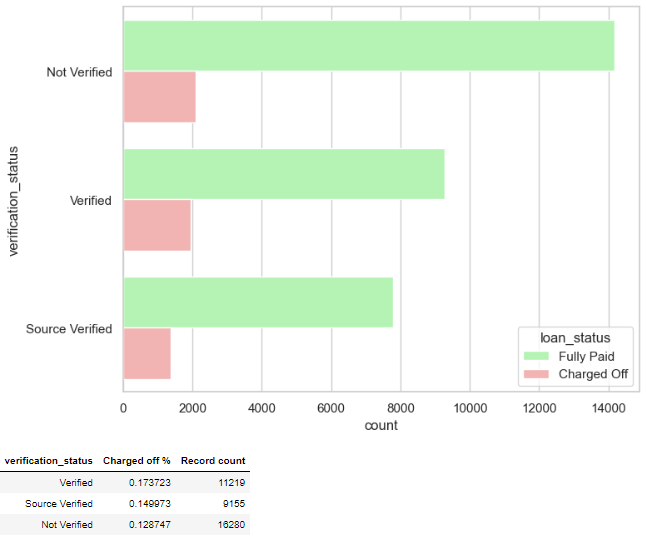 Not Verified
Verified
Source Verified
verification_status
loan_status
Fully Paid
Charged Off
0 2000 4000 6000 8000 10000 12000 14000
count
verification_status Charged off % Record count
Verified 0.173723 11219
Source Verified 0.149973 9155
Not Verified 0.128747 16280